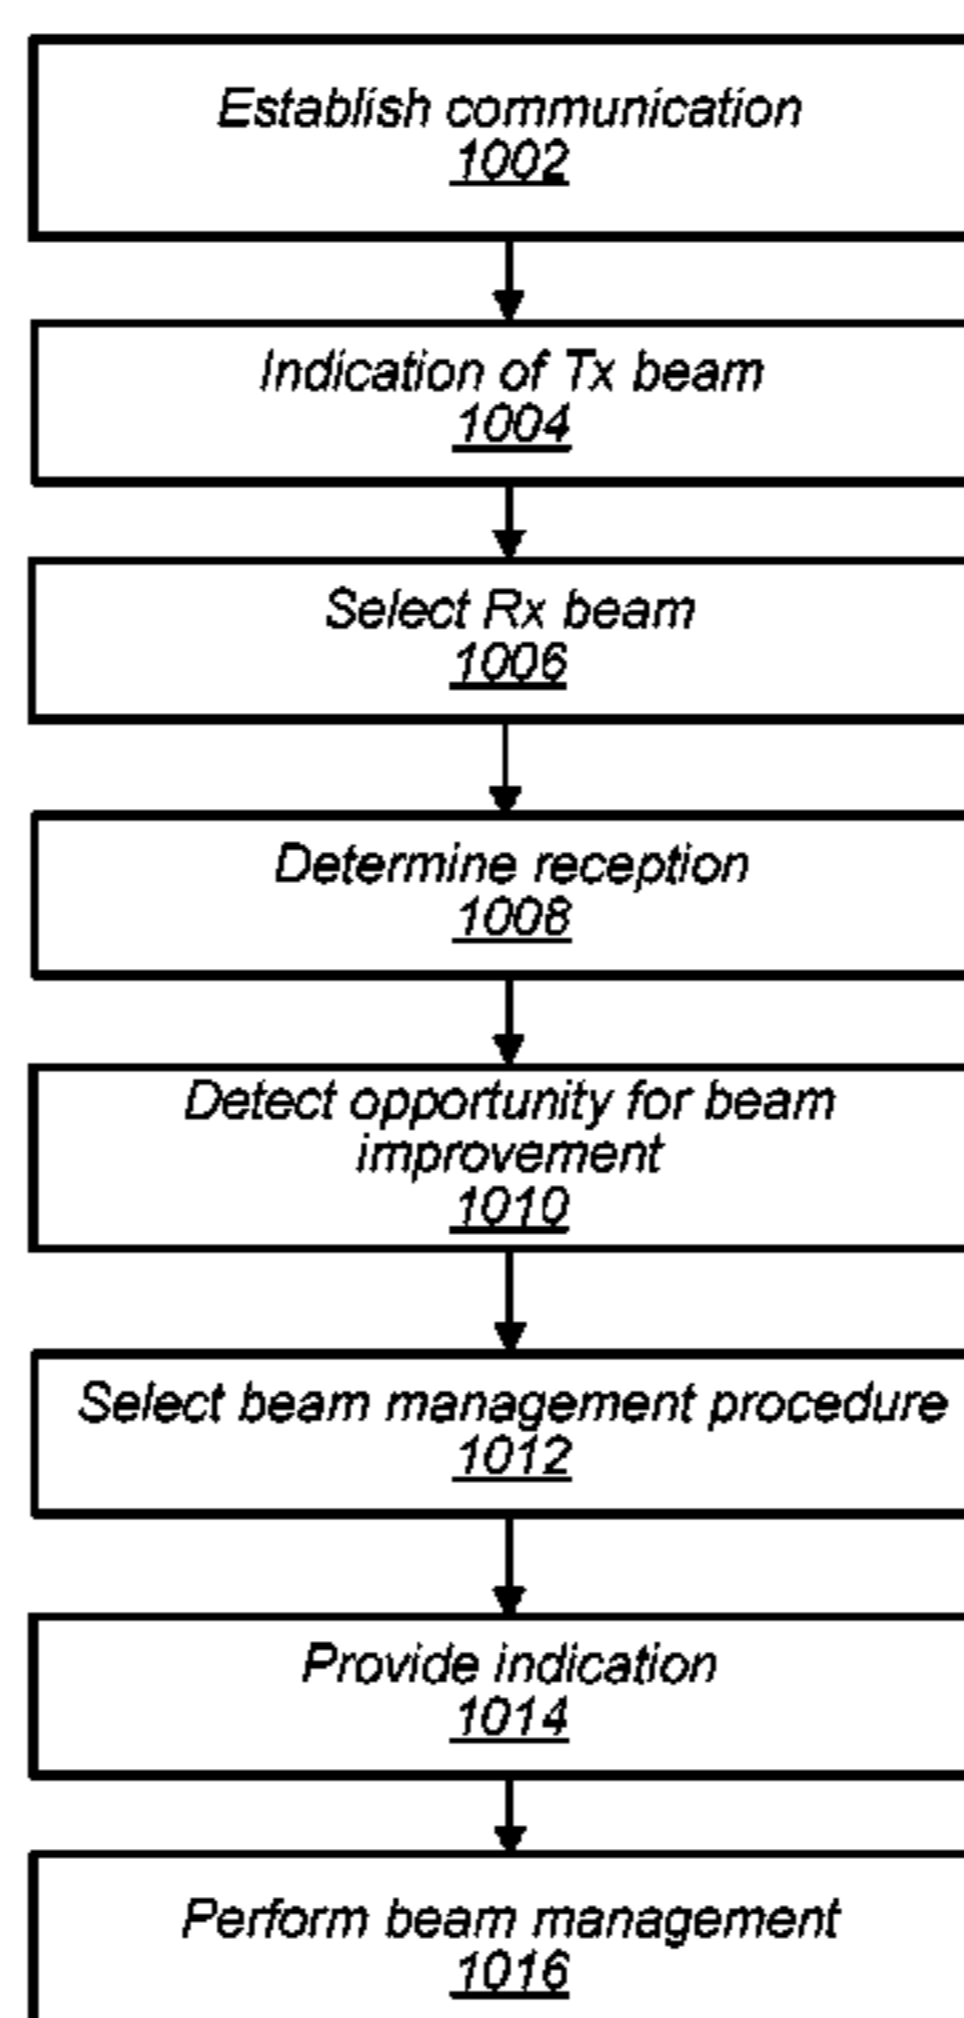 Establish communication
1002
Indication of Tx beam
1004
Select Rx beam
1006
Determine reception
1008
Detect opportunity for beam
improvement
1010
Select beam management procedure
1012
Provide indication
1014
Perform beam management
1016